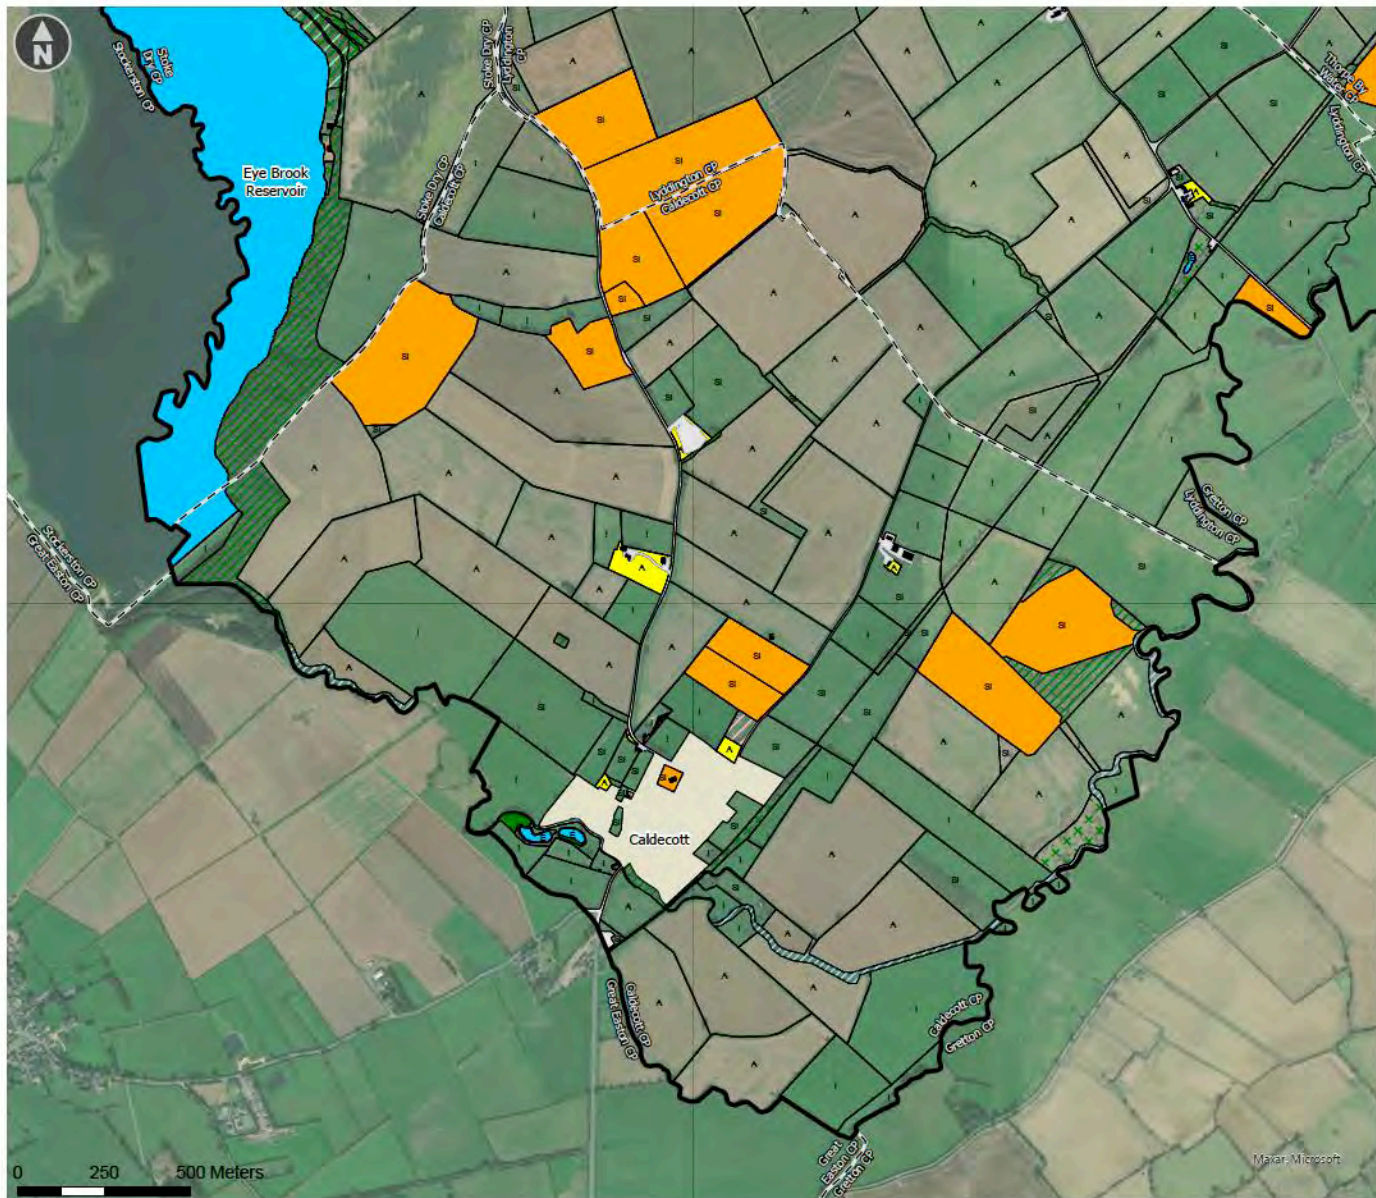 N
Stoke
Dry CP
Stockerston CP
Stoke Dry CP
Lyddington
CP
Thorpe By
Water CP
Lyddington CP
Eye Brook
Reservoir
Stoke Dry CP
Caldecott CP
Lyddington CP
Caldecott CP
Gretton CP
Lyddington CP
Stockerston CP
Great Easton CP
Caldecott
Caldecott CP
Great Easton CP
Caldecott CP
Gretton CP
Great
Easton CP
Gretton CP
0 250 500 Meters
Maxar, Microsoft
A
SI
I